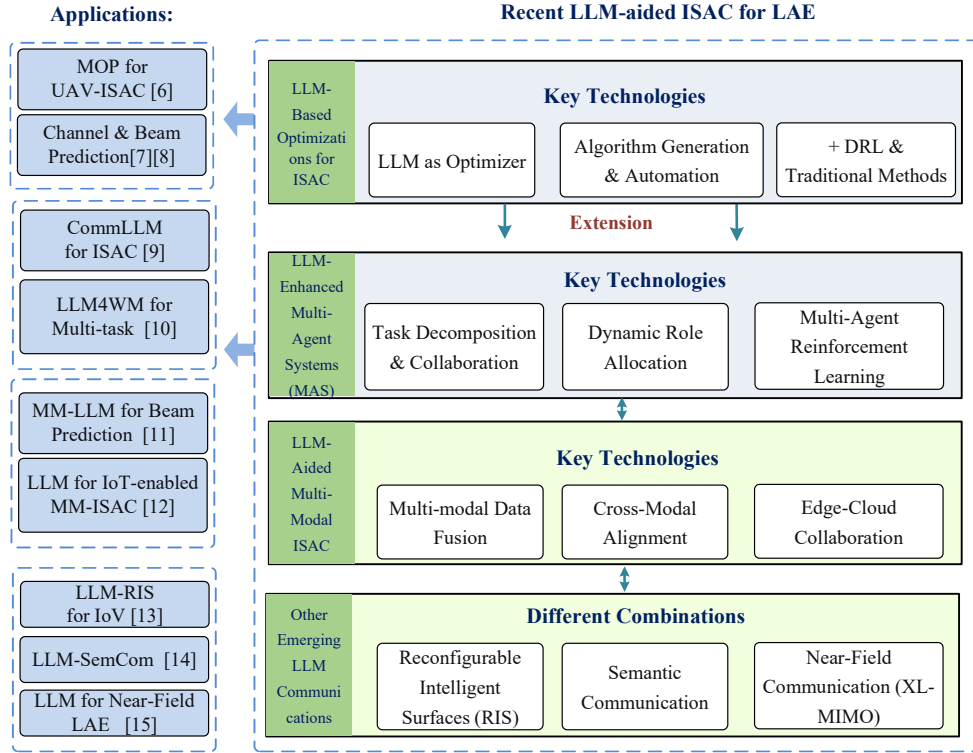 Applications:
Recent LLM-aided ISAC for LAE
MOP for
UAV-ISAC [6]
Channel & Beam
Prediction[7][8]
CommLLM
for ISAC [9]
LLM4WM for
Multi-task [10]
MM-LLM for Beam
Prediction [11]
LLM for IoT-enabled
MM-ISAC [12]
LLM-RIS
for IoV [13]
LLM-SemCom [14]
LLM for Near-Field
LAE [15]
LLM-
Based
Optimizati
ons for
ISAC
Key Technologies
LLM as Optimizer
Algorithm Generation
& Automation
+ DRL &
Traditional Methods
Extension
LLM-
Enhanced
Multi-
Agent
Systems
(MAS)
Key Technologies
Task Decomposition
& Collaboration
Dynamic Role
Allocation
Multi-Agent
Reinforcement
Learning
LLM-
Aided
Multi-
Modal
ISAC
Key Technologies
Multi-modal Data
Fusion
Cross-Modal
Alignment
Edge-Cloud
Collaboration
Other
Emerging
LLM
Communi
cations
Different Combinations
Reconfigurable
Intelligent
Surfaces (RIS)
Semantic
Communication
Near-Field
Communication (XL-
MIMO)